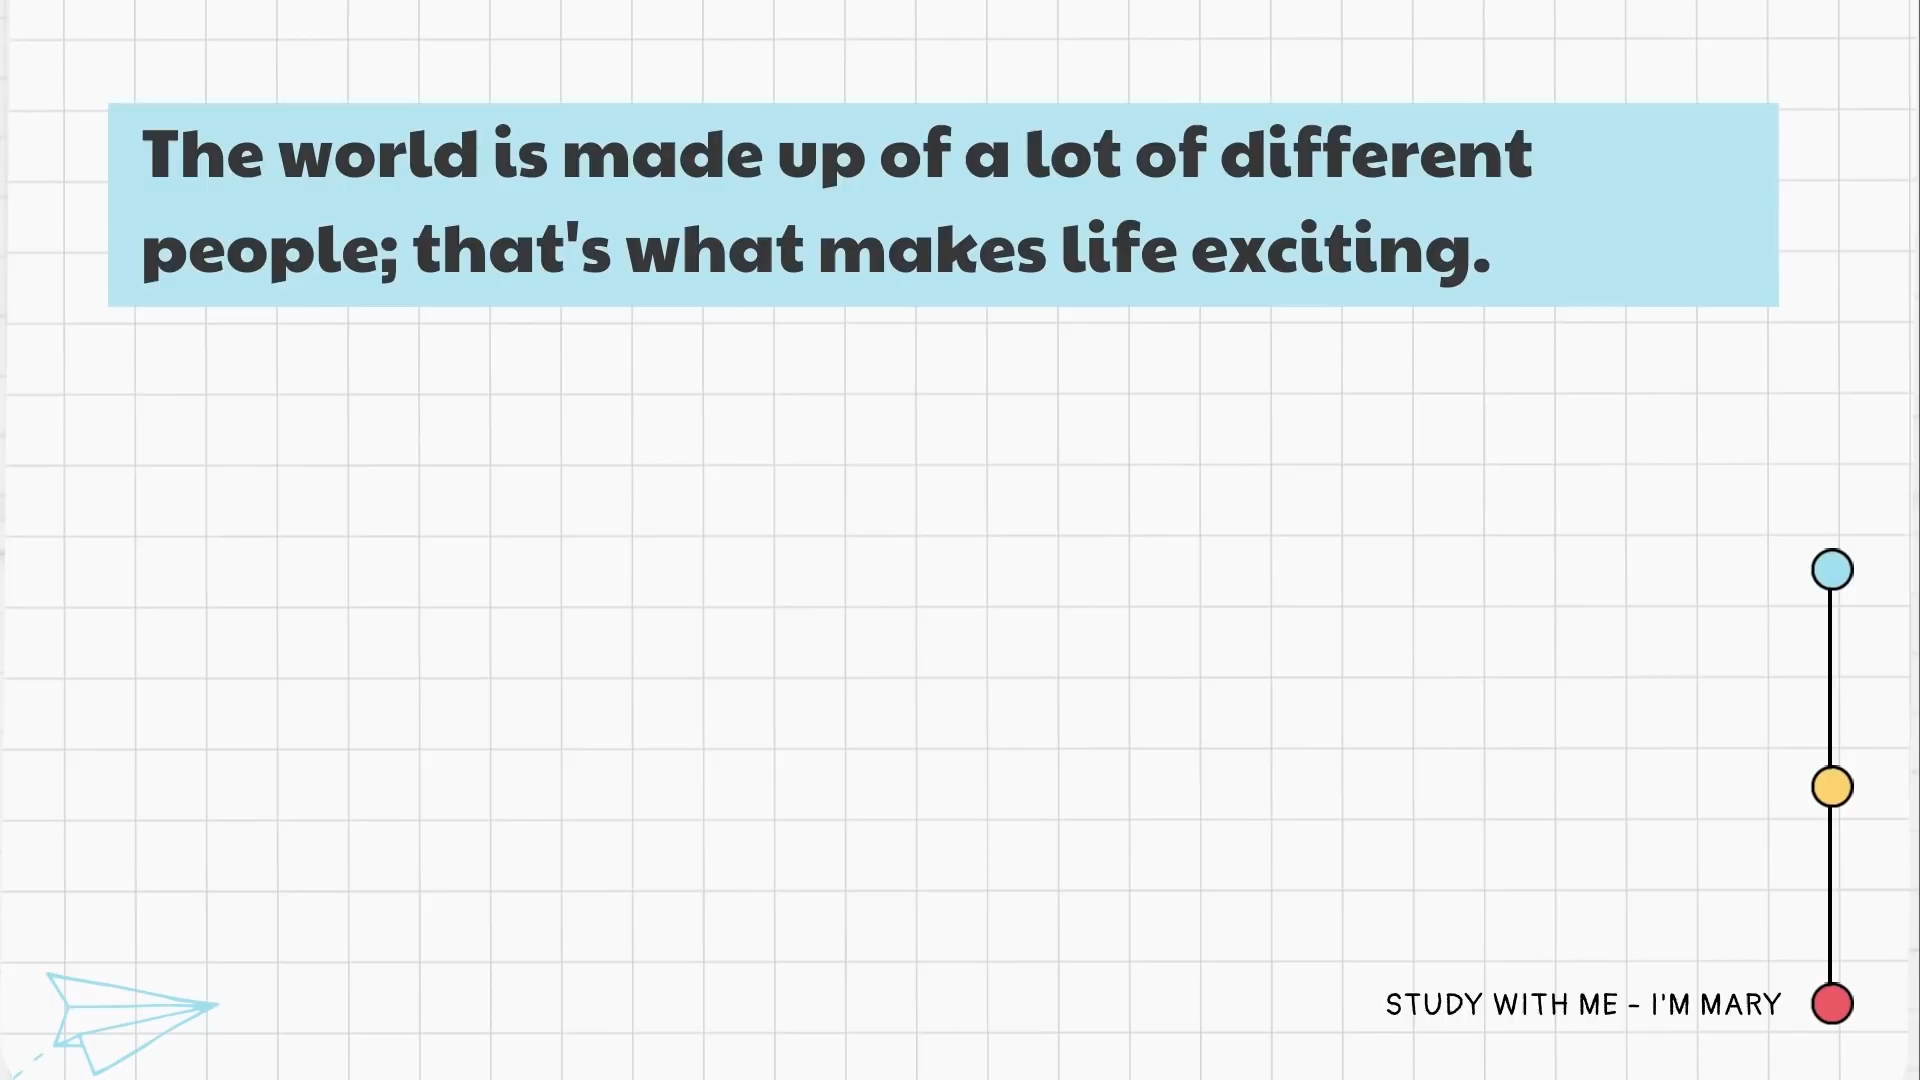 The world is made up of a lot of different
people; that's what makes life exciting.
STUDY WITH ME - I'M MARY